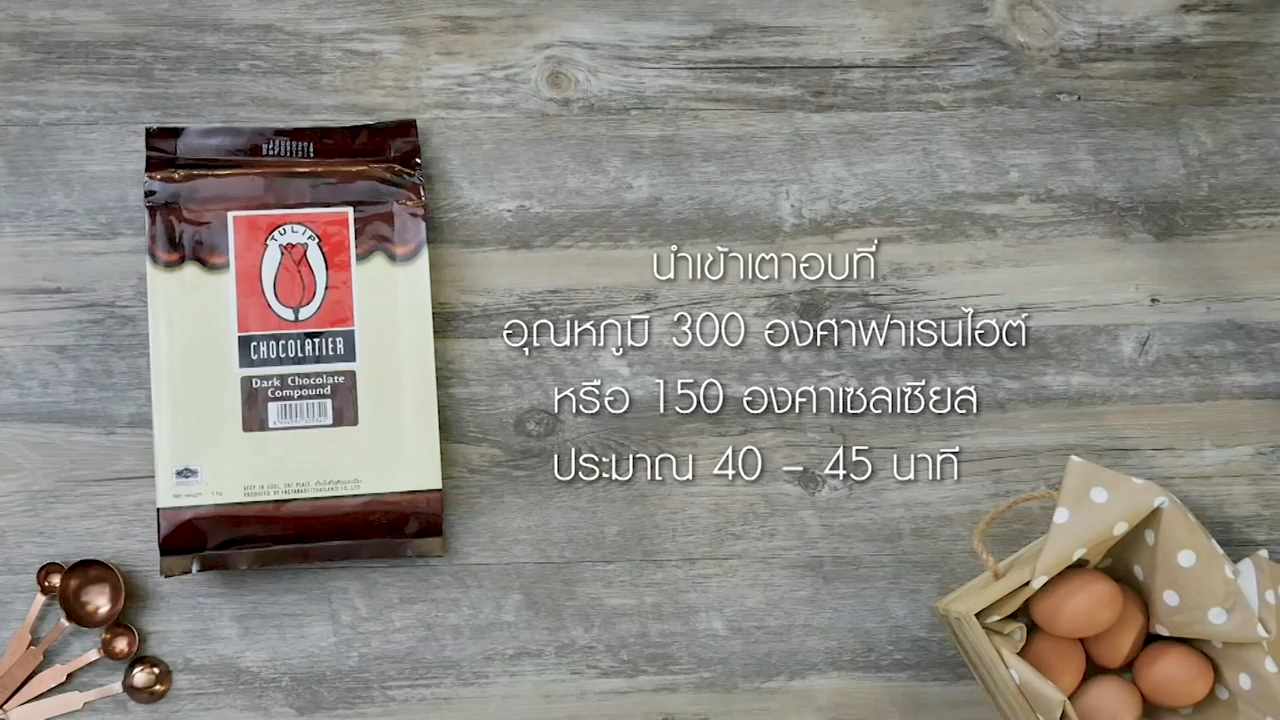 TULIP
CHOCOLATIER
Dark Chocolate
Compound
นำเข้าเตาอบที่
อุณหภูมิ 300 องศาฟาเรนไฮต์
หรือ 150 องศาเซลเซียส
ประมาณ 40 – 45 นาที